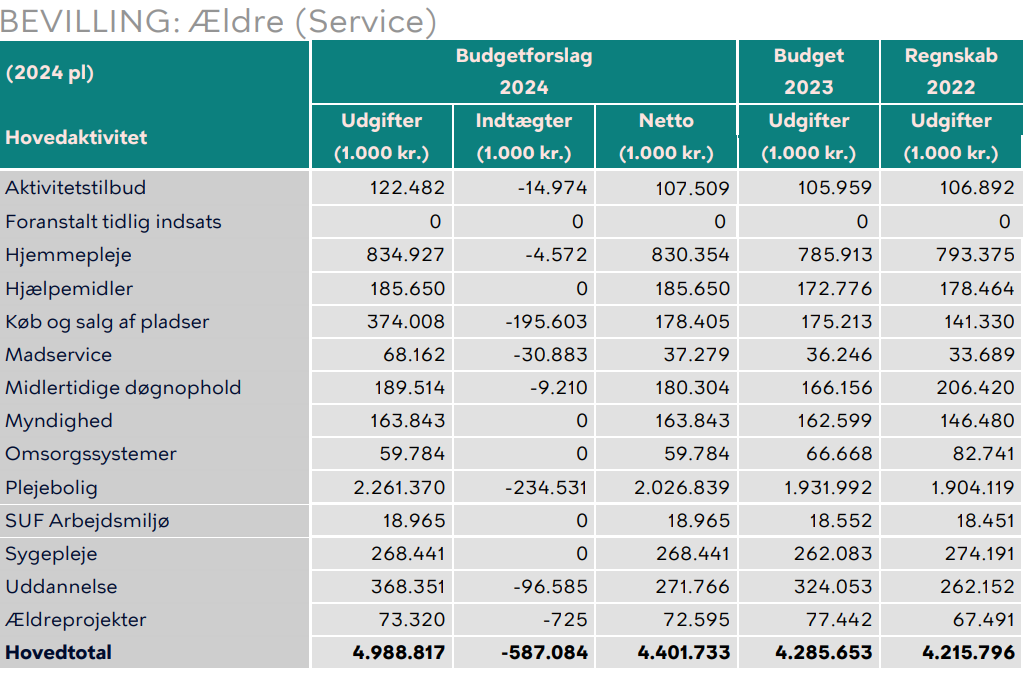 BEVILLING: Ældre (Service)
(2024 pl) Budgetforslag Budget Regnskab
2024 2023 2022
Hovedaktivitet Udgifter Indtægter Netto Udgifter Udgifter
(1.000 kr.) (1.000 kr.) (1.000 kr.) (1.000 kr.) (1.000 kr.)
Aktivitetstilbud 122.482 -14.974 107.509 105.959 106.892
Foranstalt tidlig indsats 0 0 0 0 0
Hjemmepleje 834.927 -4.572 830.354 785.913 793.375
Hjælpemidler 185.650 0 185.650 172.776 178.464
Køb og salg af pladser 374.008 -195.603 178.405 175.213 141.330
Madservice 68.162 -30.883 37.279 36.246 33.689
Midlertidige døgnophold 189.514 -9.210 180.304 166.156 206.420
Myndighed 163.843 0 163.843 162.599 146.480
Omsorgssystemer 59.784 0 59.784 66.668 82.741
Plejebolig 2.261.370 -234.531 2.026.839 1.931.992 1.904.119
SUF Arbejdsmiljø 18.965 0 18.965 18.552 18.451
Sygepleje 268.441 0 268.441 262.083 274.191
Uddannelse 368.351 -96.585 271.766 324.053 262.152
Ældreprojekter 73.320 -725 72.595 77.442 67.491
Hovedtotal 4.988.817 -587.084 4.401.733 4.285.653 4.215.796